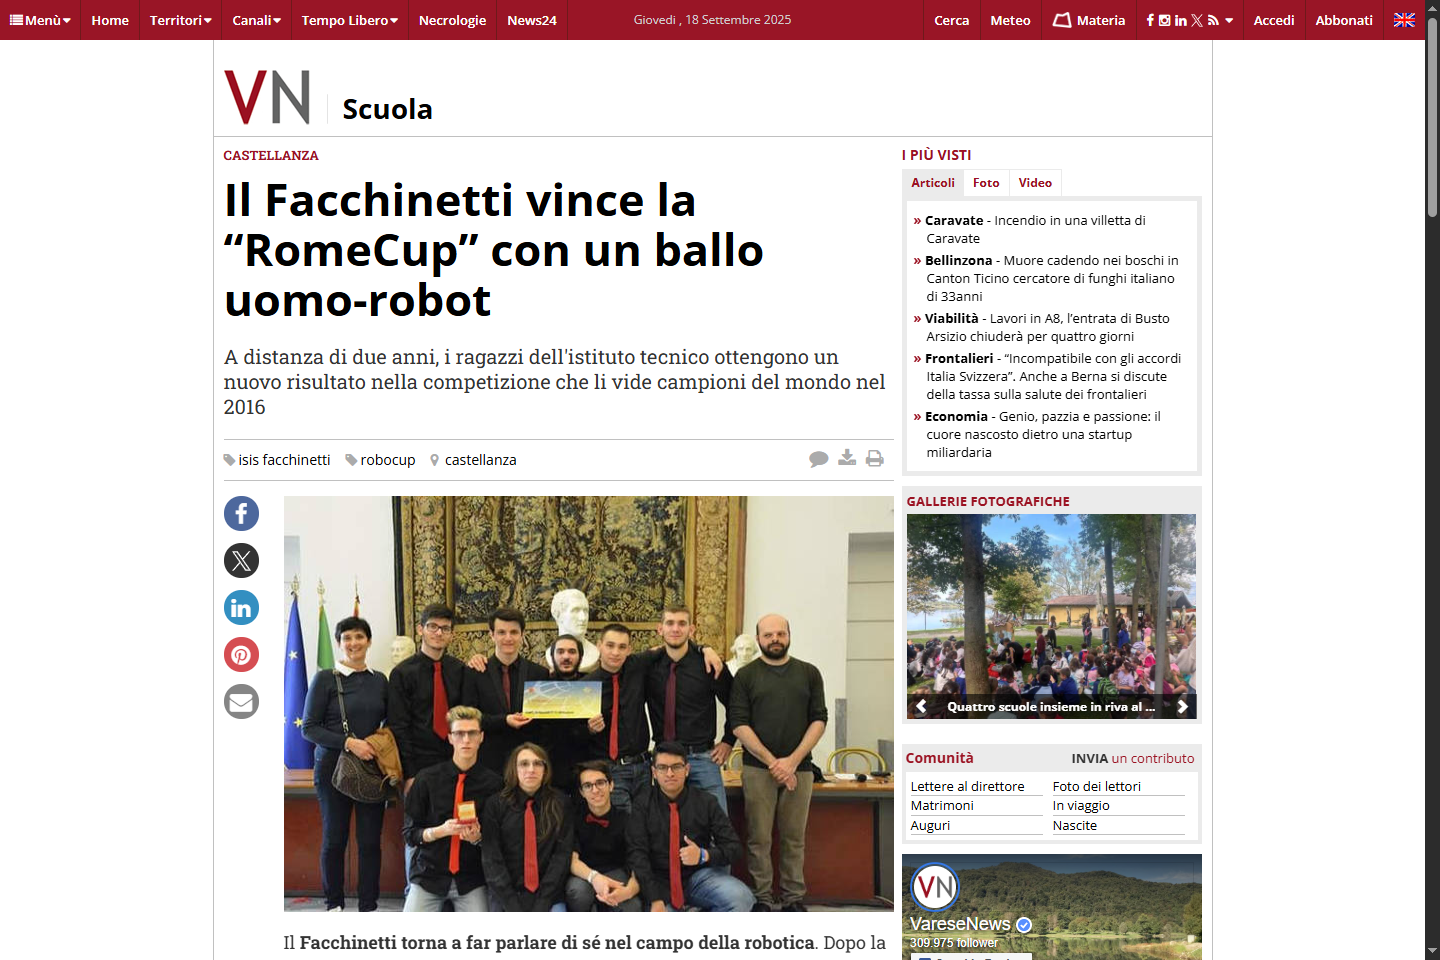 Menù
Home
Territori
Canali
Tempo Libero
Necrologie
News24
Giovedì , 18 Settembre 2025
Cerca
Meteo
Materia
Accedi
Abbonati
VN
Scuola
CASTELLANZA
Il Facchinetti vince la
“RomeCup” con un ballo
uomo-robot
A distanza di due anni, i ragazzi dell'istituto tecnico ottengono un
nuovo risultato nella competizione che li vide campioni del mondo nel
2016
isis facchinetti
robocup
castellanza
Il Facchinetti torna a far parlare di sé nel campo della robotica. Dopo la
I PIÙ VISTI
Articoli
Foto
Video
» Caravate - Incendio in una villetta di
Caravate
» Bellinzona - Muore cadendo nei boschi in
Canton Ticino cercatore di funghi italiano
di 33anni
» Viabilità - Lavori in A8, l’entrata di Busto
Arsizio chiuderà per quattro giorni
» Frontalieri - “Incompatibile con gli accordi
Italia Svizzera”. Anche a Berna si discute
della tassa sulla salute dei frontalieri
» Economia - Genio, pazzia e passione: il
cuore nascosto dietro una startup
miliardaria
GALLERIE FOTOGRAFICHE
Quattro scuole insieme in riva al ...
Comunità
INVIA un contributo
Lettere al direttore
Foto dei lettori
Matrimoni
In viaggio
Auguri
Nascite
VN
VareseNews
309.975 follower